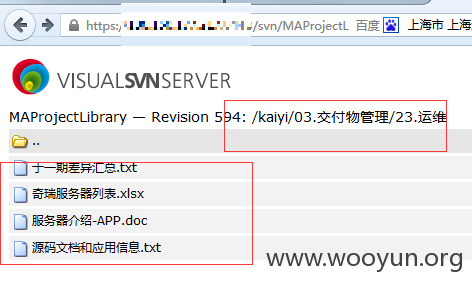 https:/
/svn/MAProjectL 百度 上海市 上海
VISUALSVNSERVER
MAProjectLibrary — Revision 594: /kaiyi/03.交付物管理/23.运维
..
于一期差异汇总.txt
奇瑞服务器列表.xlsx
服务器介绍-APP.doc
源码文档和应用信息.txt
www.wooyun.org